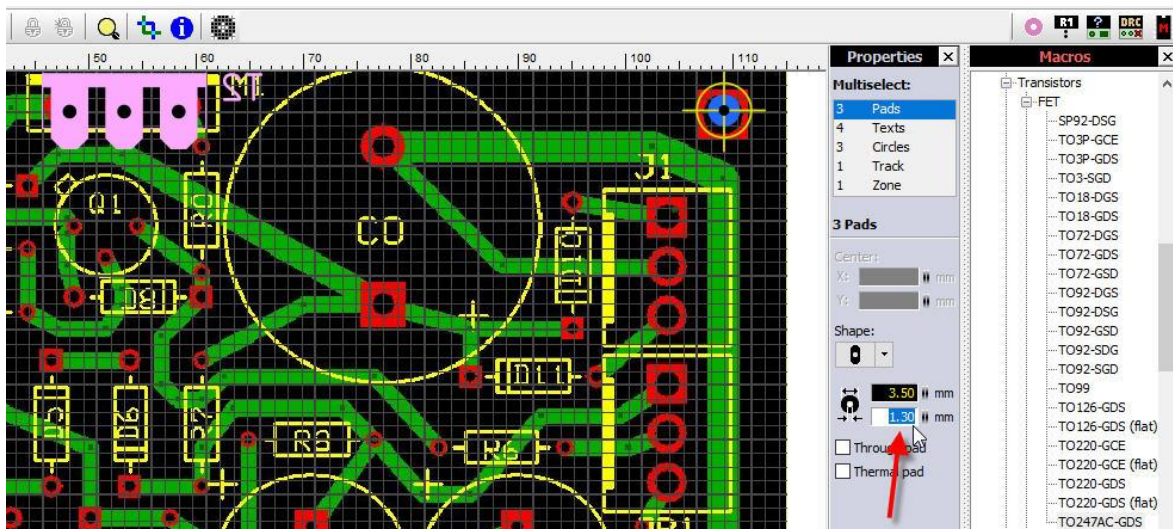 R1 ? DRC M
50 60 70 80 90 100 110
Properties
Multiselect:
3 Pads
4 Texts
3 Circles
1 Track
1 Zone
3 Pads
Center:
X: mm
Y: mm
Shape:
3.50 mm
1.30 mm
Through pad
Thermal pad
Macros
Transistors
FET
SP92-DSG
TO3P-GCE
TO3P-GDS
TO3-SGD
TO18-DGS
TO18-GDS
TO72-DGS
TO72-GDS
TO72-GSD
TO92-DGS
TO92-DSG
TO92-GSD
TO92-SDG
TO92-SGD
TO99
TO126-GDS
TO126-GDS (flat)
TO220-GCE
TO220-GCE (flat)
TO220-GDS
TO220-GDS (flat)
TO247AC-GDS
J1
Q1
C0
D10
D8
D11
R8
R6